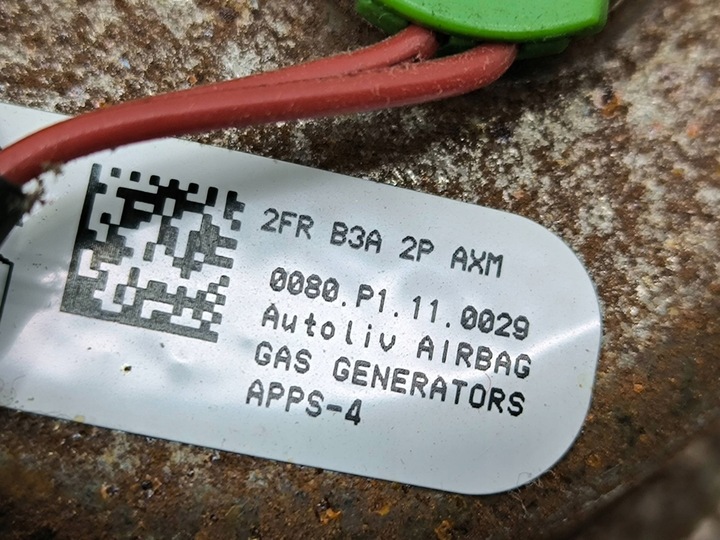 2FR B3A 2P AXM
0080.P1.11.0029
Autoliv AIRBAG
GAS GENERATORS
APPS-4